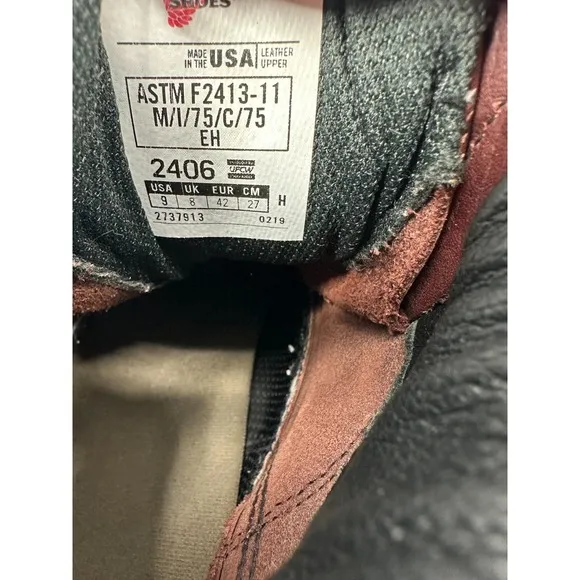 SHOES
MADE IN THE USA LEATHER UPPER
ASTM F2413-11
M/I/75/C/75
EH
2406 UFCW
USA UK EUR CM
9 8 42 27 H
2737913 0219